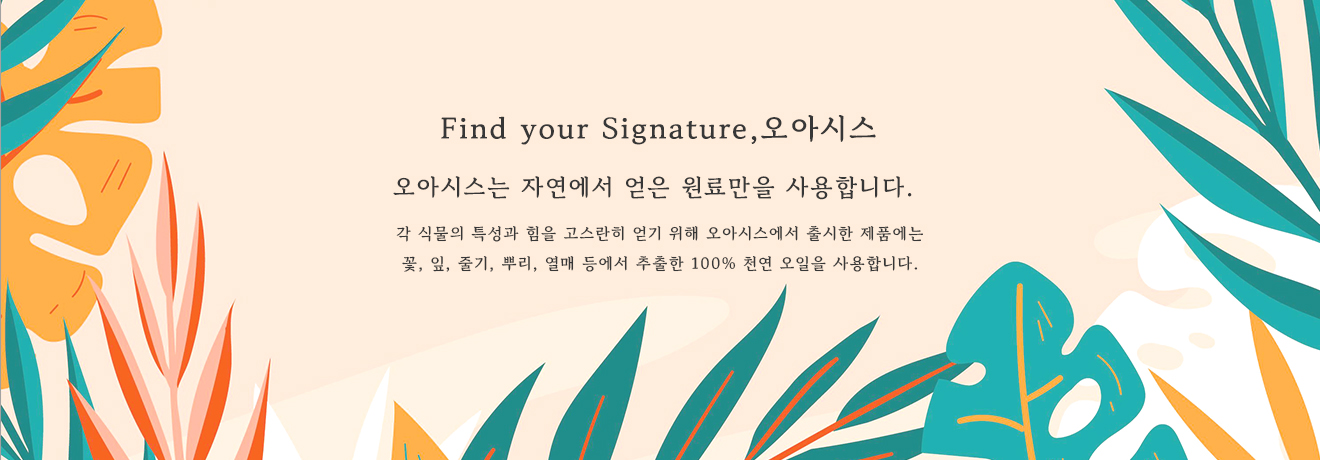 Find your Signature,오아시스
오아시스는 자연에서 얻은 원료만을 사용합니다.
각 식물의 특성과 힘을 고스란히 얻기 위해 오아시스에서 출시한 제품에는
꽃, 잎, 줄기, 뿌리, 열매 등에서 추출한 100% 천연 오일을 사용합니다.